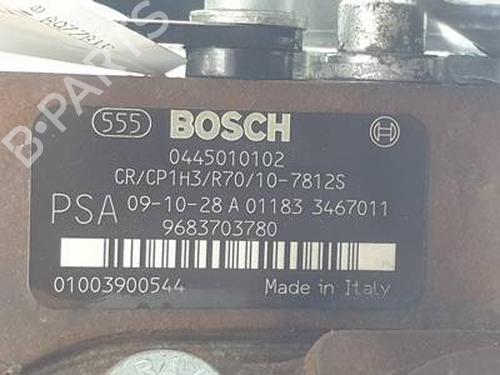 555 BOSCH
0445010102
CR/CP1H3/R70/10-7812S
PSA 09-10-28 A 01183 3467011
9683703780
01003900544 Made in Italy
B-PARTS